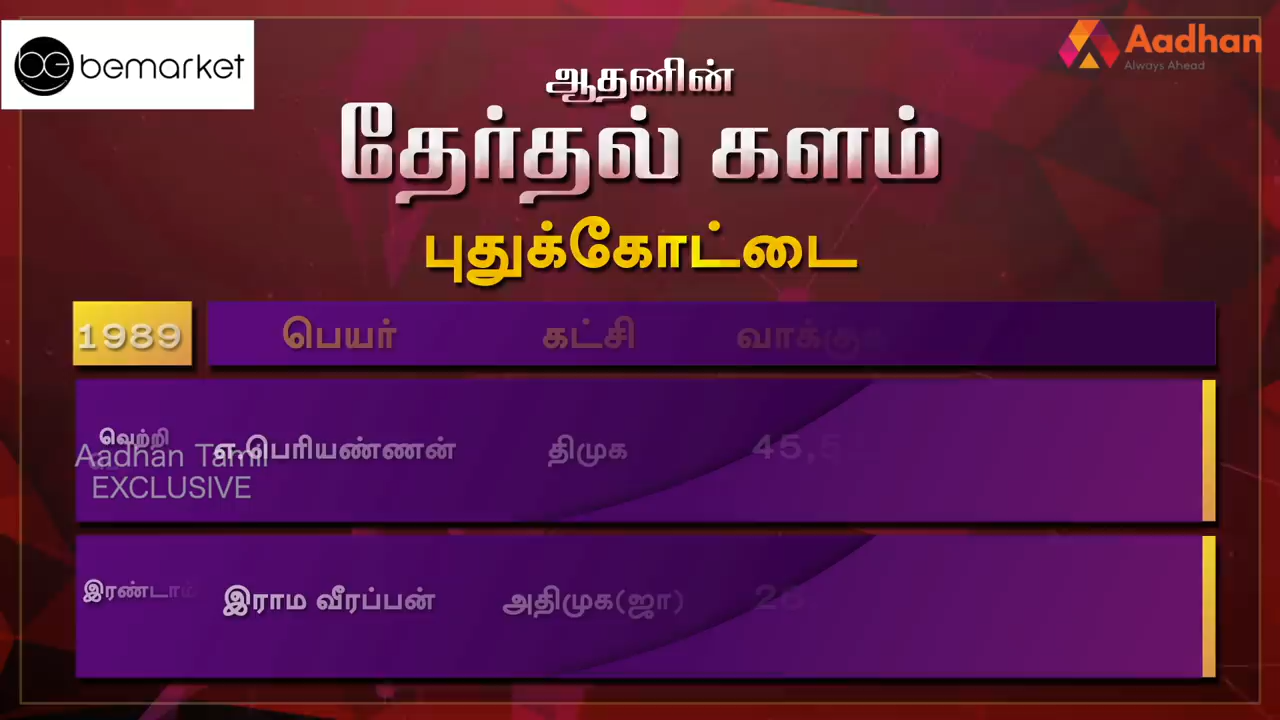 bemarket
Aadhan
Always Ahead
ஆதனின்
தேர்தல் களம்
புதுக்கோட்டை
1989 பெயர் கட்சி
வெற்றி எ.பெரியண்ணன் திமுக
Aadhan Tamil
EXCLUSIVE
இராம வீரப்பன் அதிமுக(ஜா)